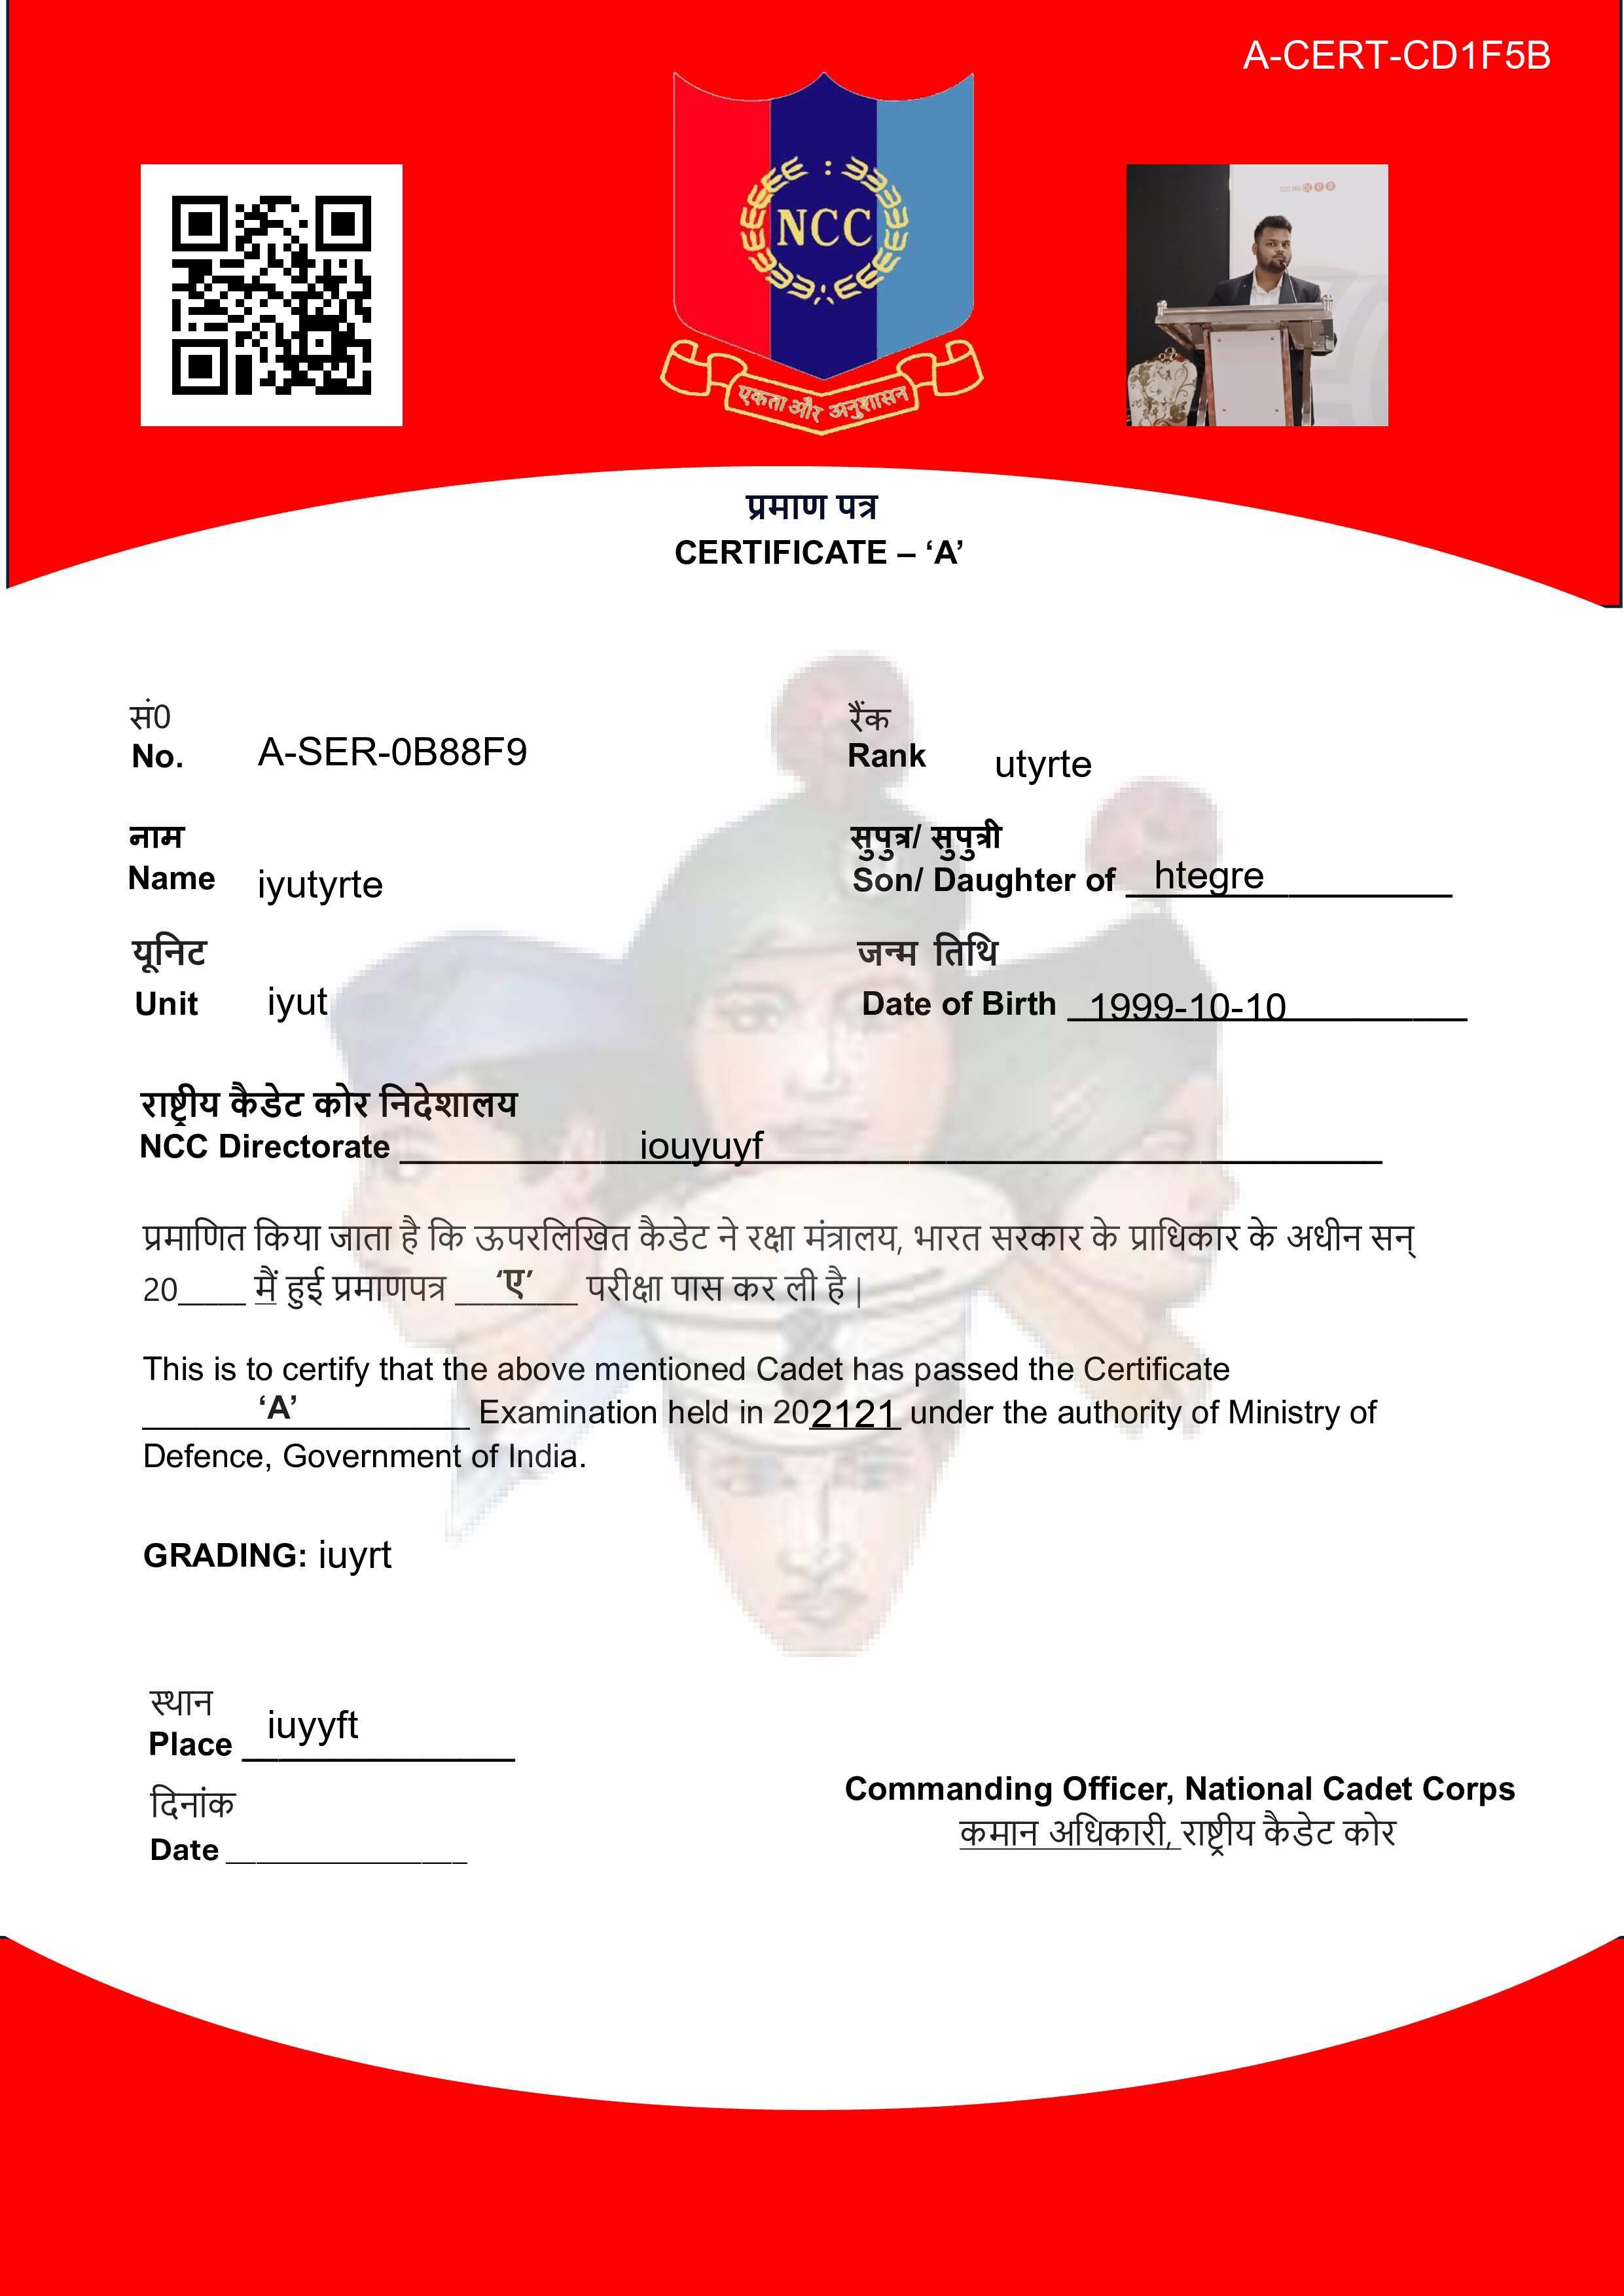 A-CERT-CD1F5B
NCC
एकता और अनुशासन
प्रमाण पत्र
CERTIFICATE – ‘A’
सं0
No. A-SER-0B88F9
रैंक
Rank utyrte
नाम
Name iyutyrte
सुपुत्र/ सुपुत्री
Son/ Daughter of htegre
यूनिट
Unit iyut
जन्म तिथि
Date of Birth 1999-10-10
राष्ट्रीय कैडेट कोर निदेशालय
NCC Directorate iouyuyf
प्रमाणित किया जाता है कि ऊपरलिखित कैडेट ने रक्षा मंत्रालय, भारत सरकार के प्राधिकार के अधीन सन्
20____ में हुई प्रमाणपत्र ‘ए’ परीक्षा पास कर ली है |
This is to certify that the above mentioned Cadet has passed the Certificate
‘A’ Examination held in 202121 under the authority of Ministry of
Defence, Government of India.
GRADING: iuyrt
स्थान
Place iuyyft
दिनांक
Date ____
Commanding Officer, National Cadet Corps
कमान अधिकारी, राष्ट्रीय कैडेट कोर